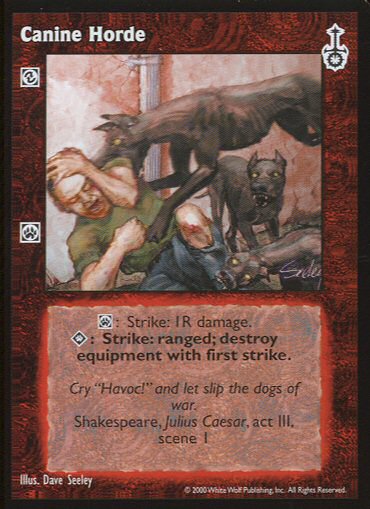 Canine Horde
: Strike: 1R damage.
: Strike: ranged; destroy
equipment with first strike.
Cry "Havoc!" and let slip the dogs of
war.
Shakespeare, Julius Caesar, act III,
scene 1
Illus. Dave Seeley
© 2000 White Wolf Publishing, Inc. All Rights Reserved.